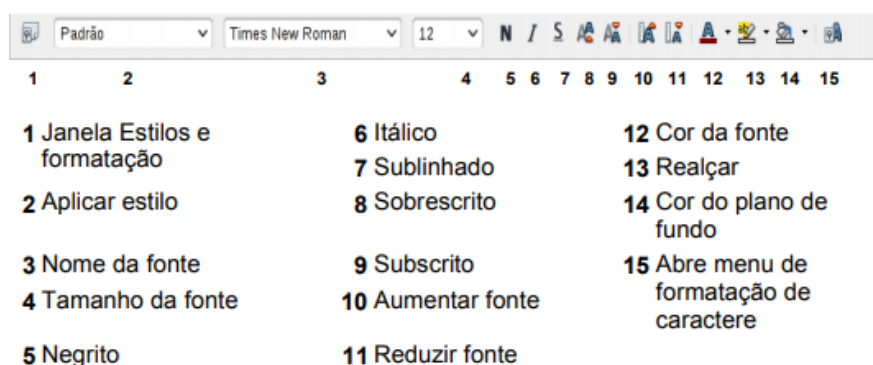 Padrão Times New Roman 12 N I S
1 2 3 4 5 6 7 8 9 10 11 12 13 14 15
1 Janela Estilos e
formatação
2 Aplicar estilo
3 Nome da fonte
4 Tamanho da fonte
5 Negrito
6 Itálico
7 Sublinhado
8 Sobrescrito
9 Subscrito
10 Aumentar fonte
11 Reduzir fonte
12 Cor da fonte
13 Realçar
14 Cor do plano de
fundo
15 Abre menu de
formatação de
caractere